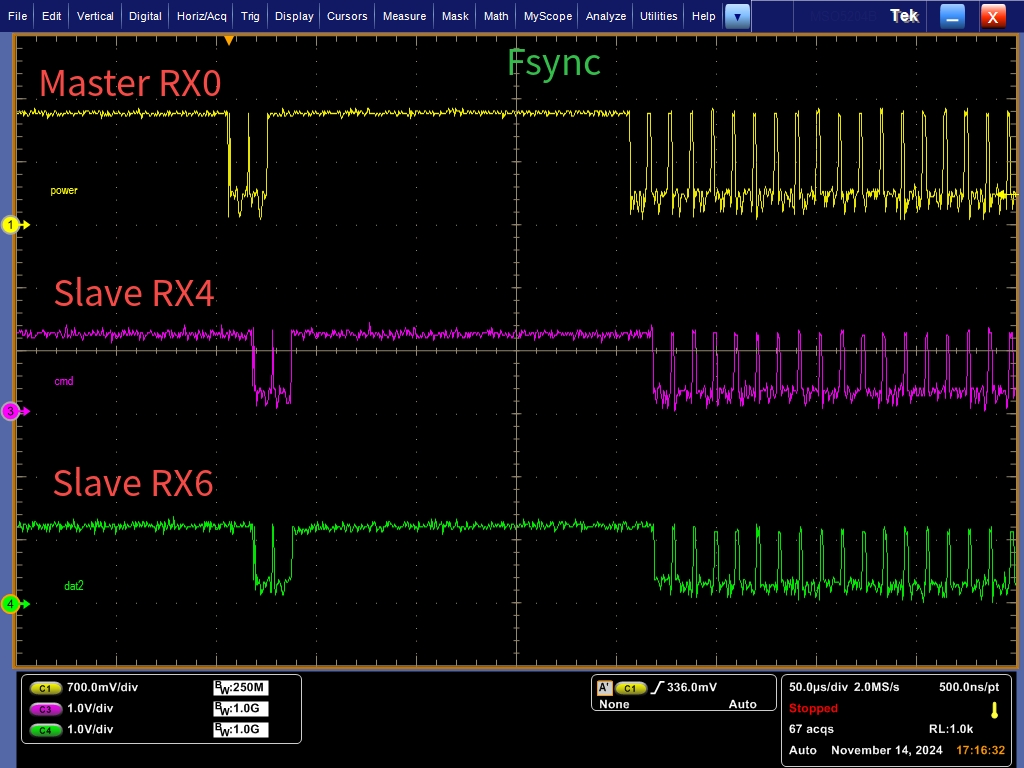 File Edit Vertical Digital Horiz/Acq Trig Display Cursors Measure Mask Math MyScope Analyze Utilities Help Tek X
Fsync
Master RX0
power
1
Slave RX4
cmd
3
Slave RX6
dat2
4
C1 700.0mV/div BW:250M
C3 1.0V/div BW:1.0G
C4 1.0V/div BW:1.0G
A' C1 336.0mV
None Auto
50.0µs/div 2.0MS/s 500.0ns/pt
Stopped
67 acqs RL:1.0k
Auto November 14, 2024 17:16:32